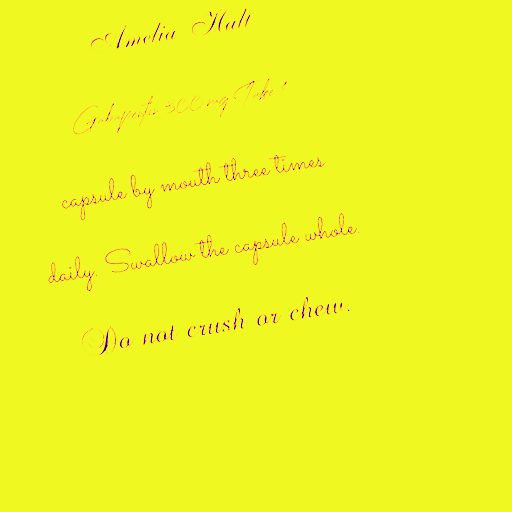 Amelia Hall
Gabapentin 300 mg Take 1
capsule by mouth three times
daily. Swallow the capsule whole.
Do not crush or chew.